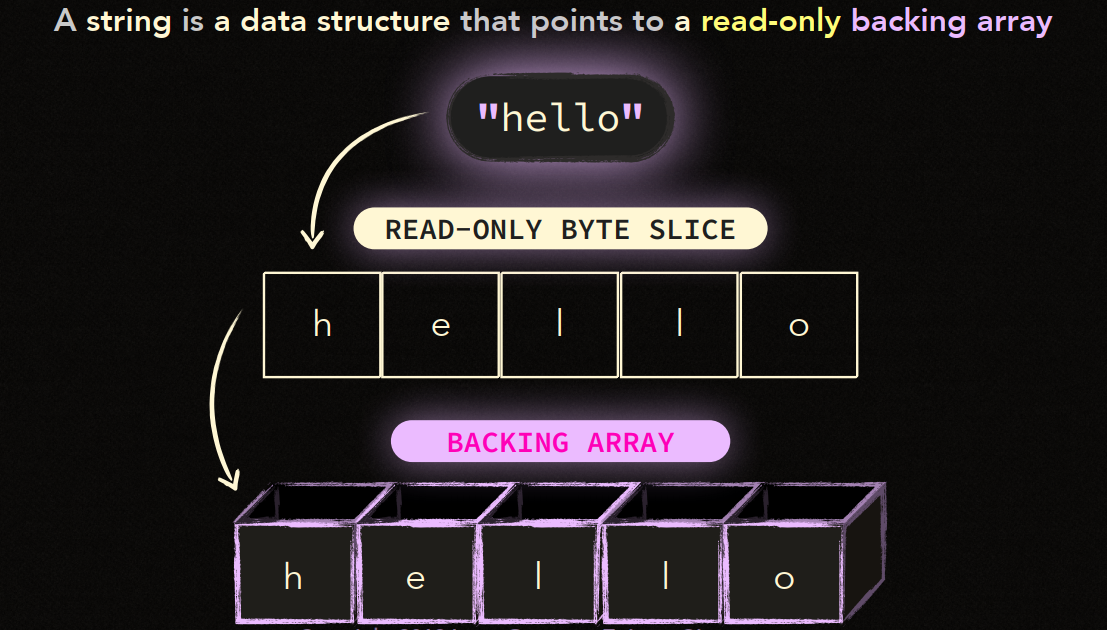 A string is a data structure that points to a read-only backing array
"hello"
READ-ONLY BYTE SLICE
h e l l o
BACKING ARRAY
h e l l o